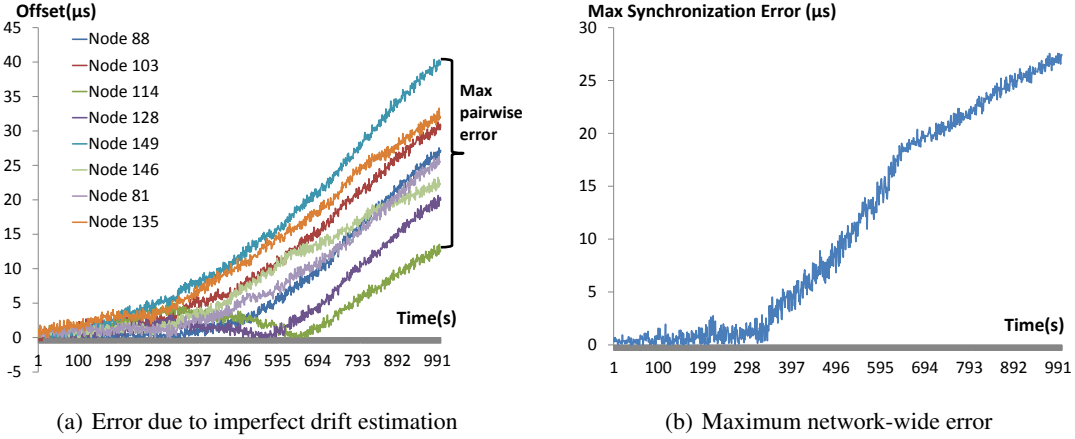 Offset(µs)
40
35
30
25
20
15
10
5
0
-5
Node 88
Node 103
Node 114
Node 128
Node 149
Node 146
Node 81
Node 135
Max
pairwise
error
Time(s)
1 100 199 298 397 496 595 694 793 892 991
(a) Error due to imperfect drift estimation
Max Synchronization Error (µs)
30
25
20
15
10
5
0
Time(s)
1 100 199 298 397 496 595 694 793 892 991
(b) Maximum network-wide error